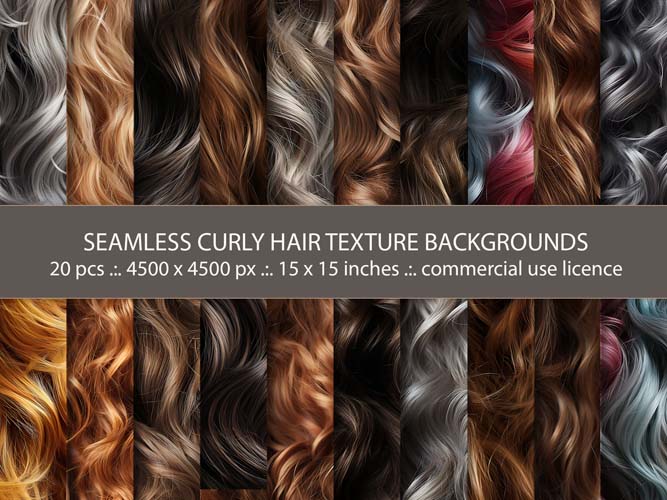 SEAMLESS CURLY HAIR TEXTURE BACKGROUNDS
20 pcs .:. 4500 x 4500 px .:. 15 x 15 inches .:. commercial use licence